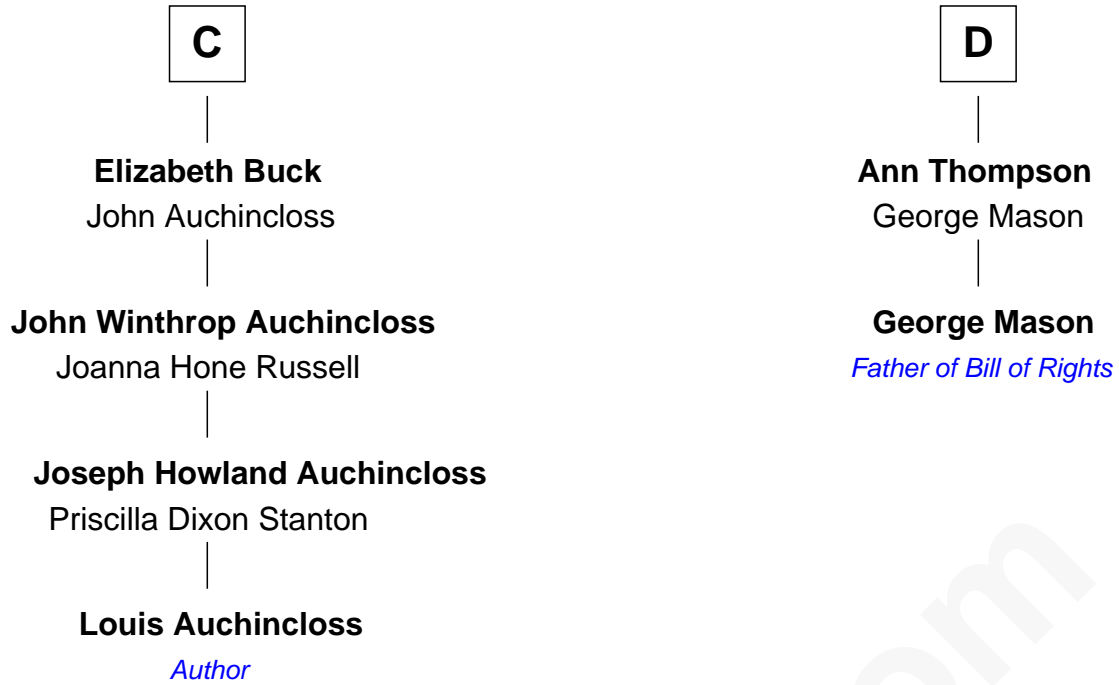 C
Elizabeth Buck
John Auchincloss
John Winthrop Auchincloss
Joanna Hone Russell
Joseph Howland Auchincloss
Priscilla Dixon Stanton
Louis Auchincloss
Author
D
Ann Thompson
George Mason
George Mason
Father of Bill of Rights
om